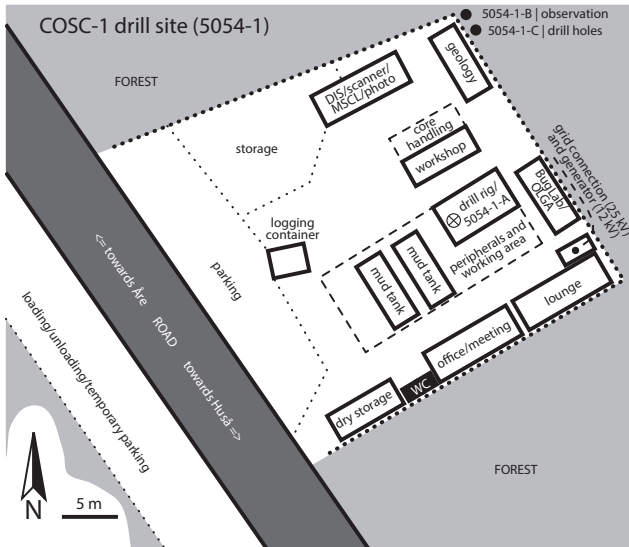 COSC-1 drill site (5054-1)
5054-1-B | observation
5054-1-C | drill holes
FOREST
geology
DIS/scanner/
MSCL/photo
storage
core
handling
workshop
grid connection (25 kV)
and generator (12 kV)
BugLab/
OLGA
drill rig/
5054-1-A
logging
container
peripherals and
working area
mud tank
mud tank
parking
lounge
office/meeting
WC
dry storage
<= towards Åre
ROAD
towards Huså =>
loading/unloading/temporary parking
FOREST
N
5 m